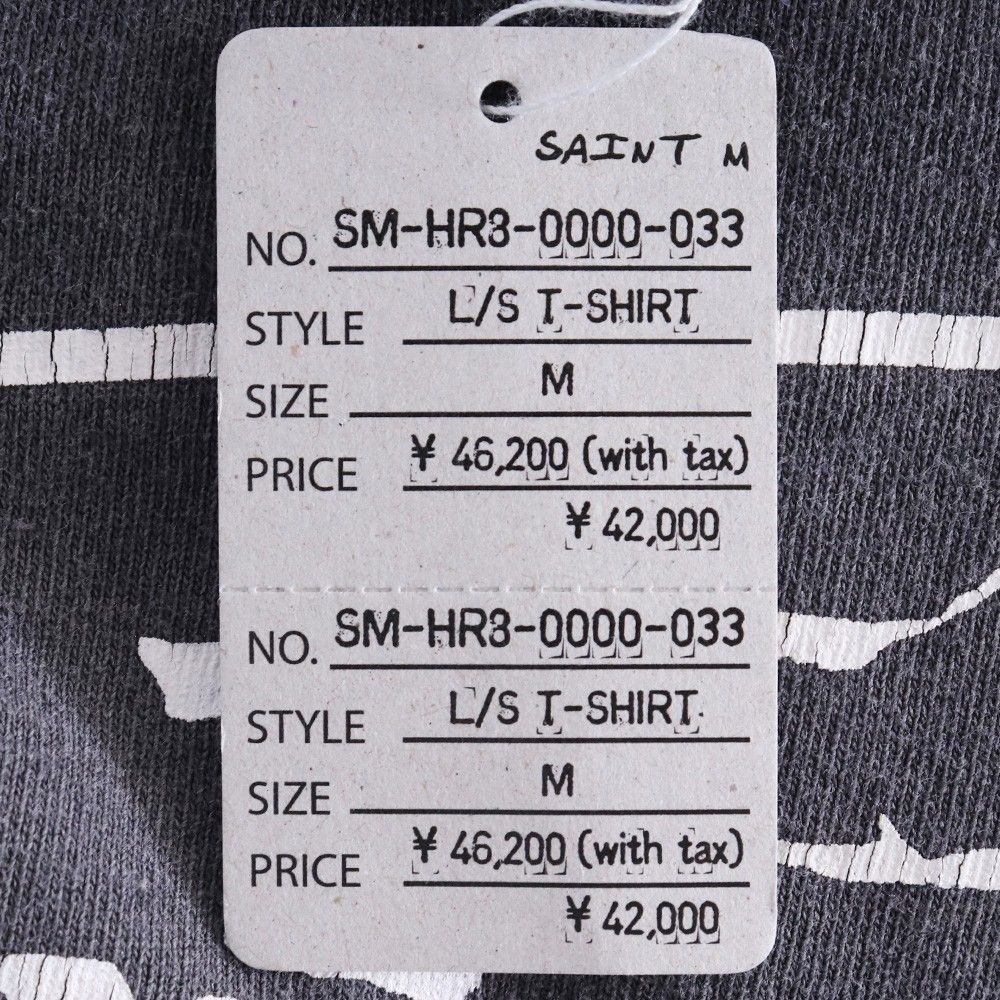 SAINT M
NO. SM-HR3-0000-033
STYLE L/S T-SHIRT
SIZE M
PRICE ¥ 46,200 (with tax)
¥ 42,000
NO. SM-HR3-0000-033
STYLE L/S T-SHIRT
SIZE M
PRICE ¥ 46,200 (with tax)
¥ 42,000